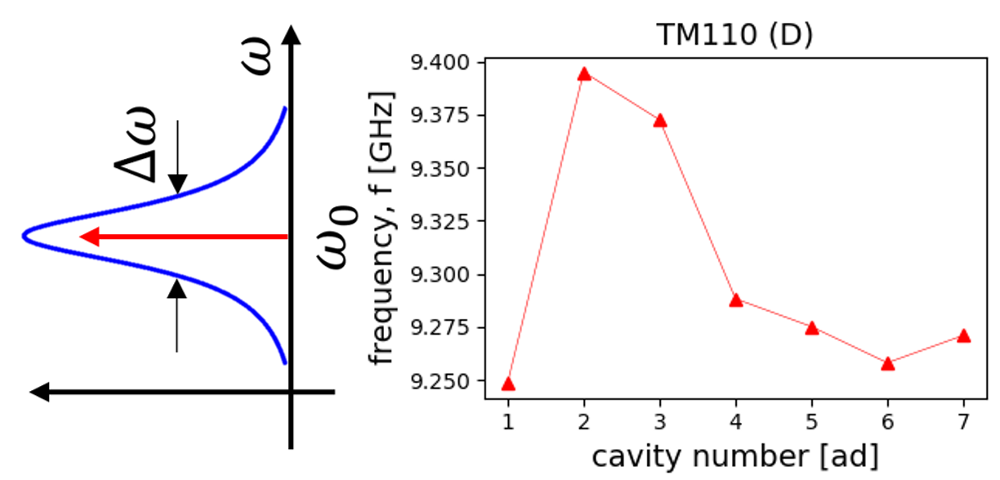 ω
Δω
ω₀
TM110 (D)
frequency, f [GHz]
9.400
9.375
9.350
9.325
9.300
9.275
9.250
1 2 3 4 5 6 7
cavity number [ad]